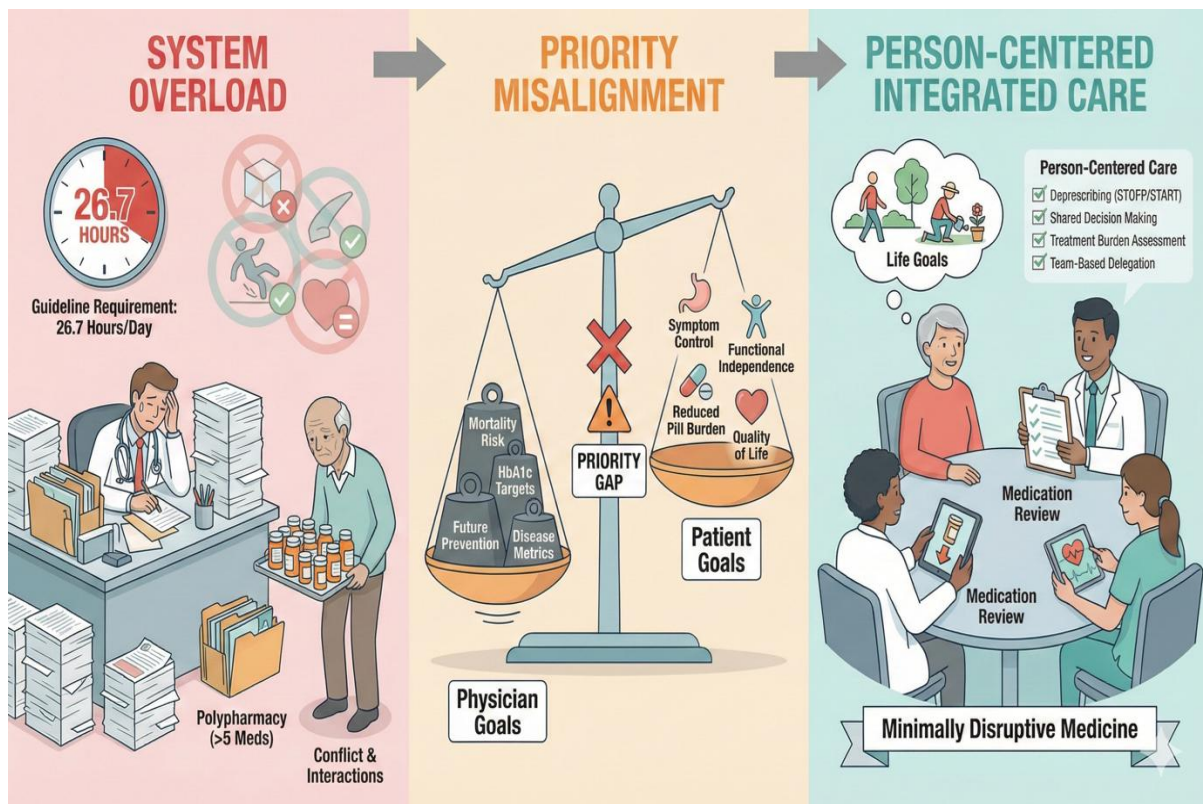 SYSTEM
OVERLOAD
26.7
HOURS
Guideline Requirement:
26.7 Hours/Day
Polypharmacy
(>5 Meds)
Conflict &
Interactions
PRIORITY
MISALIGNMENT
Mortality
Risk
HbA1c
Targets
Future
Prevention
Disease
Metrics
Physician
Goals
PRIORITY
GAP
Symptom
Control
Functional
Independence
Reduced
Pill Burden
Quality
of Life
Patient
Goals
PERSON-CENTERED
INTEGRATED CARE
Life Goals
Person-Centered Care
Deprescribing (STOFP/START)
Shared Decision Making
Treatment Burden Assessment
Team-Based Delegation
Medication
Review
Medication
Review
Minimally Disruptive Medicine